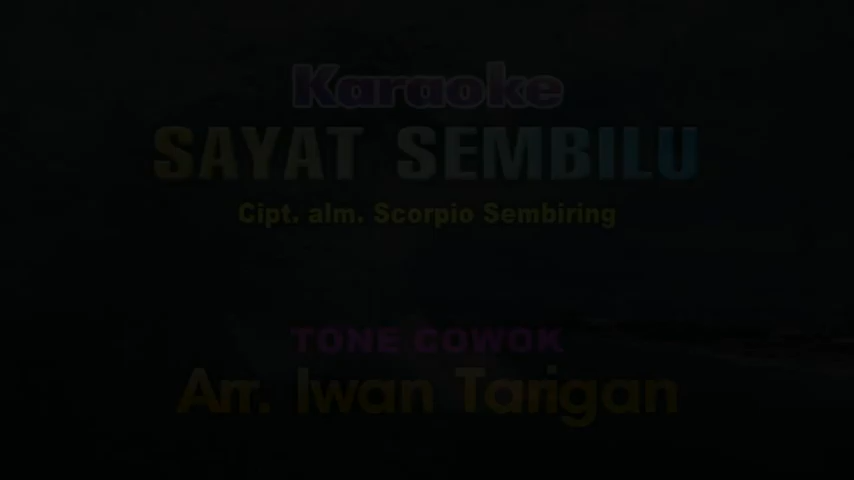 Karaoke
SAYAT SEMBILU
Cipt. alm. Scorpio Sembiring
TONE COWOK
Arr. Iwan Tarigan